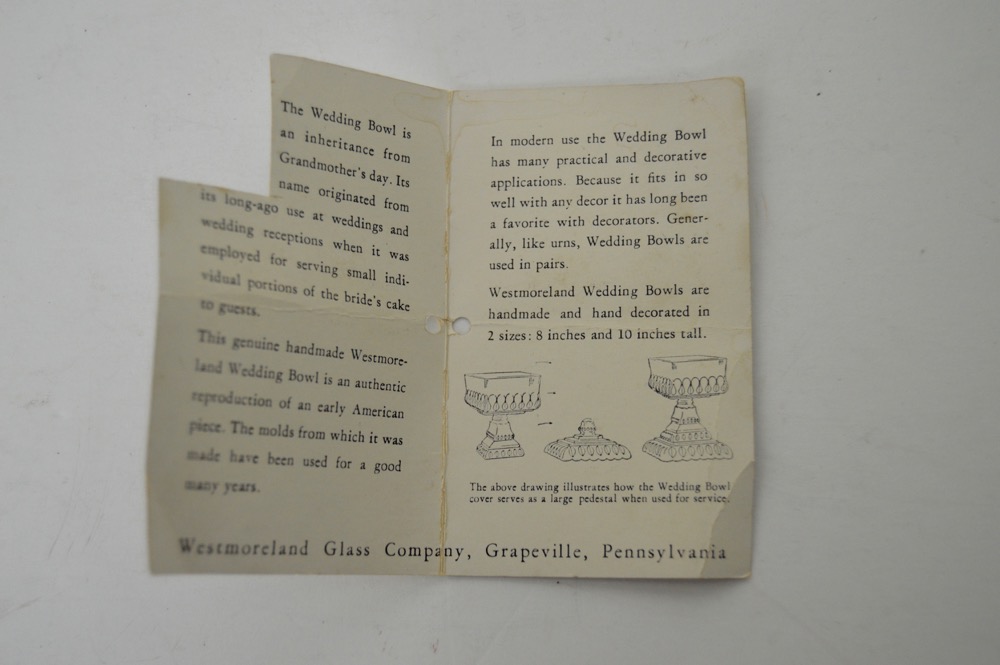 The Wedding Bowl is
an inheritance from
Grandmother's day. Its
name originated from
its long-ago use at weddings and
wedding receptions when it was
employed for serving small indi-
vidual portions of the bride's cake
to guests.
This genuine handmade Westmore-
land Wedding Bowl is an authentic
reproduction of an early American
piece. The molds from which it was
made have been used for a good
many years.
In modern use the Wedding Bowl
has many practical and decorative
applications. Because it fits in so
well with any decor it has long been
a favorite with decorators. Gener-
ally, like urns, Wedding Bowls are
used in pairs.
Westmoreland Wedding Bowls are
handmade and hand decorated in
2 sizes: 8 inches and 10 inches tall.
The above drawing illustrates how the Wedding Bowl
cover serves as a large pedestal when used for service.
Westmoreland Glass Company, Grapeville, Pennsylvania